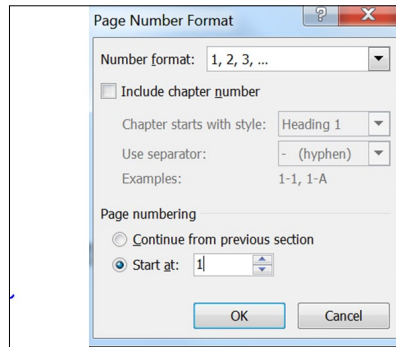 Page Number Format
Number format: 1, 2, 3, ...
Include chapter number
Chapter starts with style: Heading 1
Use separator: - (hyphen)
Examples: 1-1, 1-A
Page numbering
Continue from previous section
Start at: 1
OK Cancel